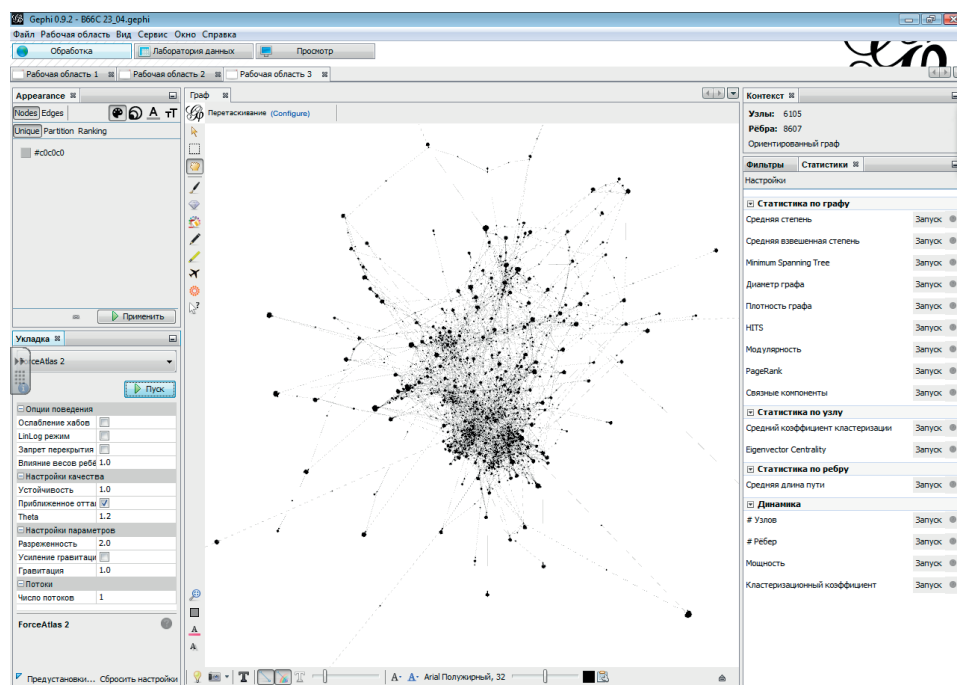 Gephi 0.9.2 - B66C 23_04.gephi
Файл Рабочая область Вид Сервис Окно Справка
Обработка Лаборатория данных Просмотр
Рабочая область 1 Рабочая область 2 Рабочая область 3
Appearance
Nodes Edges
Unique Partition Ranking
#c0c0c0
Применить
Укладка
ForceAtlas 2
Пуск
Опции поведения
Ослабление хабов
LinLog режим
Запрет перекрытия
Влияние весов ребе 1.0
Настройки качества
Устойчивость 1.0
Приближенное отта
Theta 1.2
Настройки параметров
Разреженность 2.0
Усиление гравитаци
Гравитация 1.0
Потоки
Число потоков 1
ForceAtlas 2
Предустановки... Сбросить настройки
Граф
Перетаскивание (Configure)
Arial Полужирный, 32
Контекст
Узлы: 6105
Рёбра: 8607
Ориентированный граф
Фильтры Статистики
Настройки
Статистика по графу
Средняя степень Запуск
Средняя взвешенная степень Запуск
Minimum Spanning Tree Запуск
Диаметр графа Запуск
Плотность графа Запуск
HITS Запуск
Модулярность Запуск
PageRank Запуск
Связные компоненты Запуск
Статистика по узлу
Средний коэффициент кластеризации Запуск
Eigenvector Centrality Запуск
Статистика по ребру
Средняя длина пути Запуск
Динамика
# Узлов Запуск
# Рёбер Запуск
Мощность Запуск
Кластеризационный коэффициент Запуск